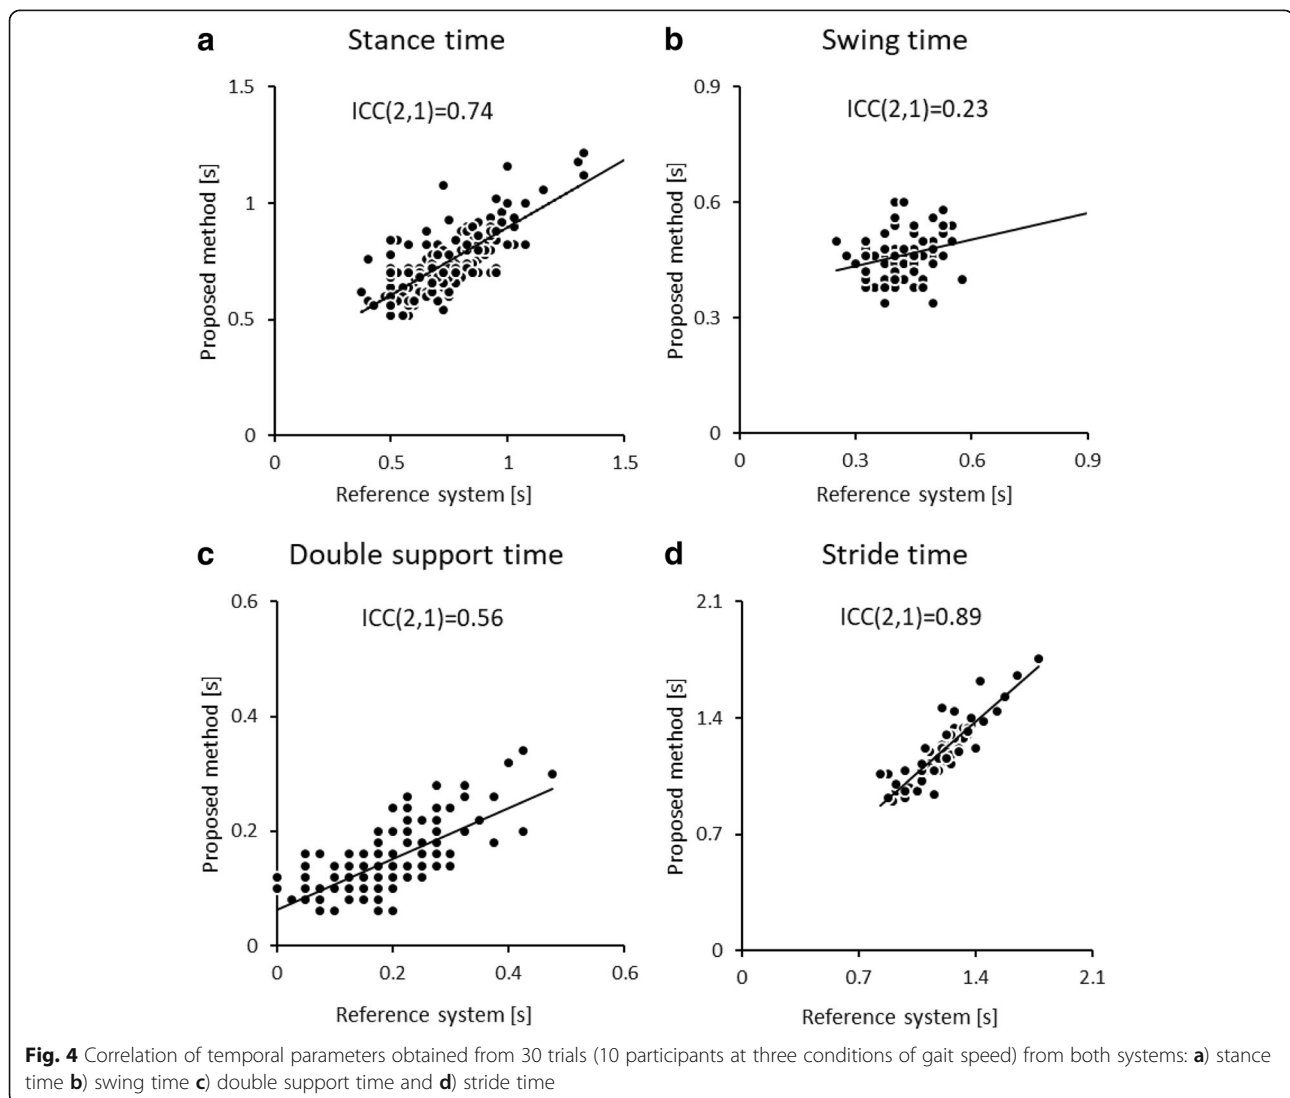 a Stance time
1.5
ICC(2,1)=0.74
Proposed method [s]
1
0.5
0
0 0.5 1 1.5
Reference system [s]
b Swing time
0.9
ICC(2,1)=0.23
Proposed method [s]
0.6
0.3
0
0 0.3 0.6 0.9
Reference system [s]
c Double support time
0.6
ICC(2,1)=0.56
Proposed method [s]
0.4
0.2
0
0 0.2 0.4 0.6
Reference system [s]
d Stride time
2.1
ICC(2,1)=0.89
Proposed method [s]
1.4
0.7
0
0 0.7 1.4 2.1
Reference system [s]
Fig. 4 Correlation of temporal parameters obtained from 30 trials (10 participants at three conditions of gait speed) from both systems: a) stance
time b) swing time c) double support time and d) stride time